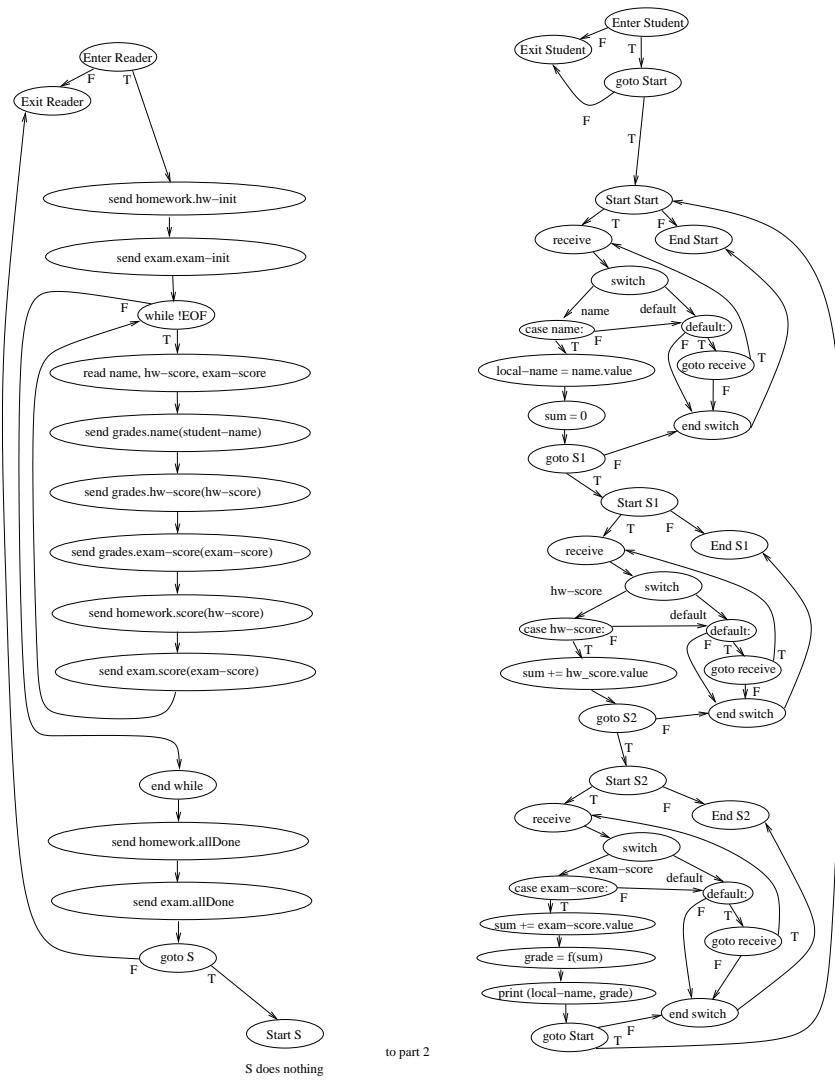 Enter Reader
F
T
Exit Reader
send homework.hw−init
send exam.exam−init
F
while !EOF
T
read name, hw−score, exam−score
send grades.name(student−name)
send grades.hw−score(hw−score)
send grades.exam−score(exam−score)
send homework.score(hw−score)
send exam.score(exam−score)
end while
send homework.allDone
send exam.allDone
goto S
F
T
Start S
S does nothing
to part 2
Enter Student
Exit Student
F
T
goto Start
F
T
Start Start
T
F
receive
End Start
switch
name
default
case name:
default:
T
F
F
T
goto receive
T
local−name = name.value
F
sum = 0
end switch
goto S1
F
T
Start S1
T
F
receive
End S1
hw−score
switch
default
case hw−score:
F
default:
T
F
T
T
goto receive
sum += hw_score.value
F
goto S2
end switch
F
T
Start S2
T
F
receive
End S2
switch
exam−score
default
case exam−score:
F
default:
T
F
T
sum += exam−score.value
goto receive
T
grade = f(sum)
F
print (local−name, grade)
end switch
goto Start
F
T